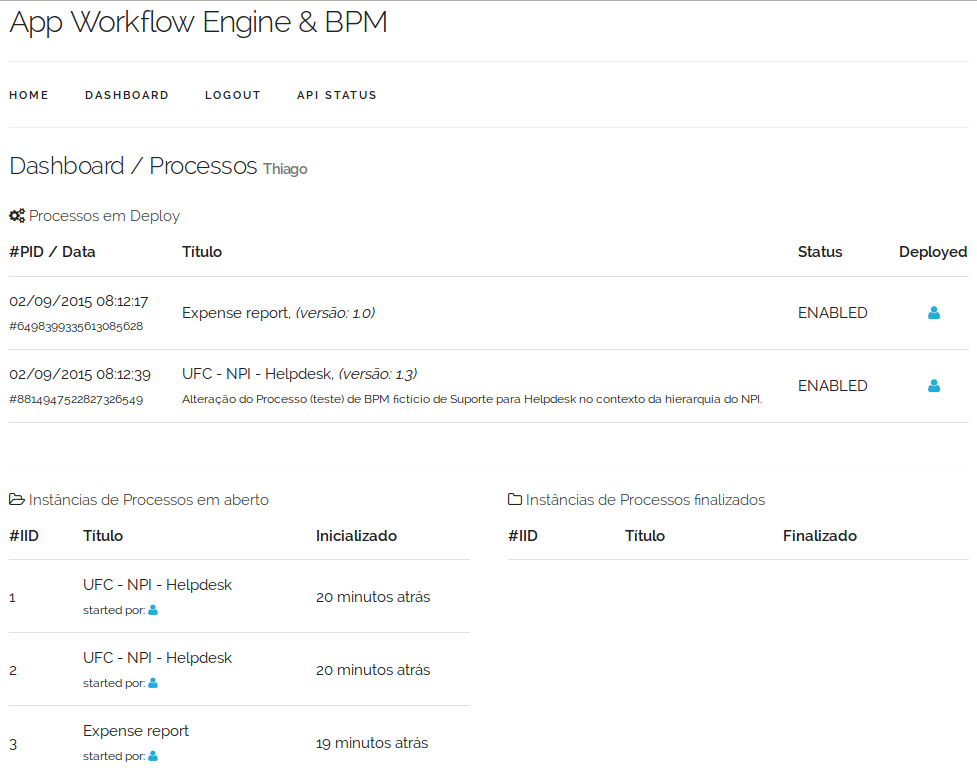 App Workflow Engine & BPM
HOME DASHBOARD LOGOUT API STATUS
Dashboard / Processos Thiago
Processos em Deploy
#PID / Data Título Status Deployed
02/09/2015 08:12:17
#6498399335613085628
Expense report, (versão: 1.0) ENABLED
02/09/2015 08:12:39
#8814947522827326549
UFC - NPI - Helpdesk, (versão: 1.3)
Alteração do Processo (teste) de BPM ficticio de Suporte para Helpdesk no contexto da hierarquia do NPI.
ENABLED
Instâncias de Processos em aberto
#IID Título Inicializado
1
UFC - NPI - Helpdesk
started por:
20 minutos atrás
2
UFC - NPI - Helpdesk
started por:
20 minutos atrás
3
Expense report
started por:
19 minutos atrás
Instâncias de Processos finalizados
#IID Título Finalizado